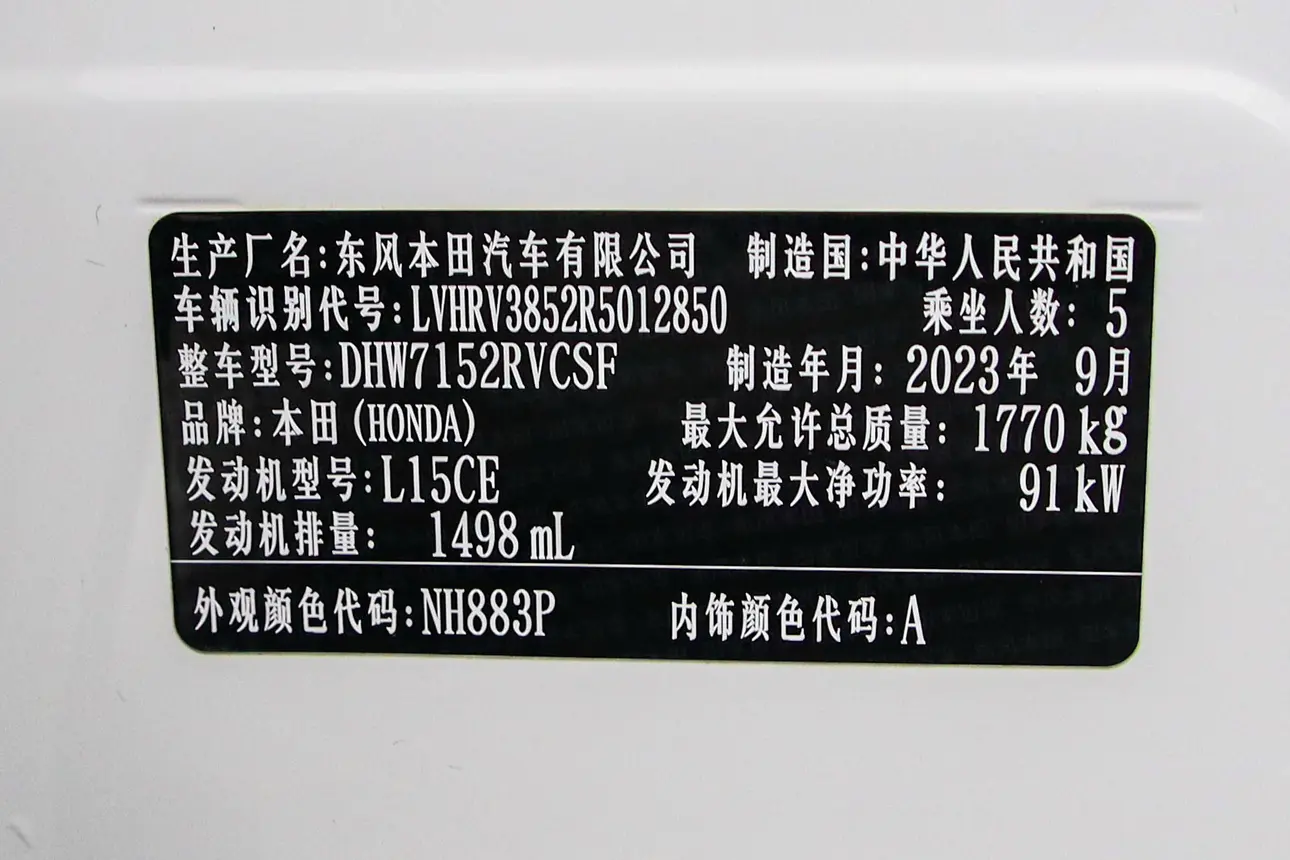 生产厂名:东风本田汽车有限公司 制造国:中华人民共和国
车辆识别代号:LVHRV3852R5012850 乘坐人数: 5
整车型号:DHW7152RVCSF 制造年月: 2023年 9月
品牌:本田(HONDA) 最大允许总质量: 1770 kg
发动机型号:L15CE 发动机最大净功率: 91 kW
发动机排量: 1498 mL
外观颜色代码:NH883P 内饰颜色代码:A